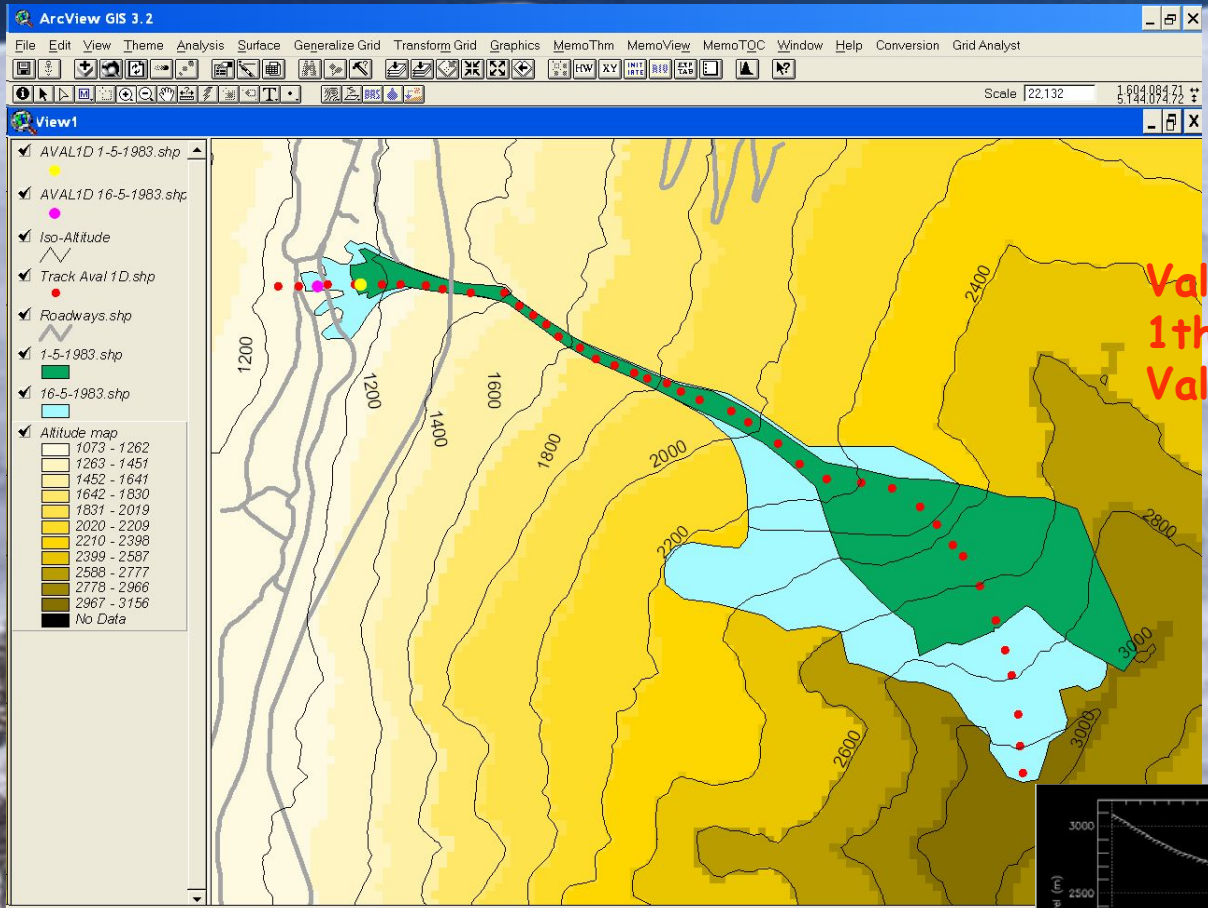 ArcView GIS 3.2
File Edit View Theme Analysis Surface Generalize Grid Transform Grid Graphics MemoThm MemoView MemoTOC Window Help Conversion Grid Analyst
HW XY INIT IATE EXP TAB
T BAS Scale 22,132 1,604,084.71
5,144,074.72
View1
AVAL1D 1-5-1983.shp
AVAL1D 16-5-1983.shp
Iso-Altitude
Track Aval 1D.shp
Roadways.shp
1-5-1983.shp
16-5-1983.shp
Altitude map
1073 - 1262
1263 - 1451
1452 - 1641
1642 - 1830
1831 - 2019
2020 - 2209
2210 - 2398
2399 - 2587
2588 - 2777
2778 - 2966
2967 - 3156
No Data
1200
1200
1400
1600
1800
2000
2200
2400
2600
2800
3000
3000
Val
1th
Val
3000
2500
(m)